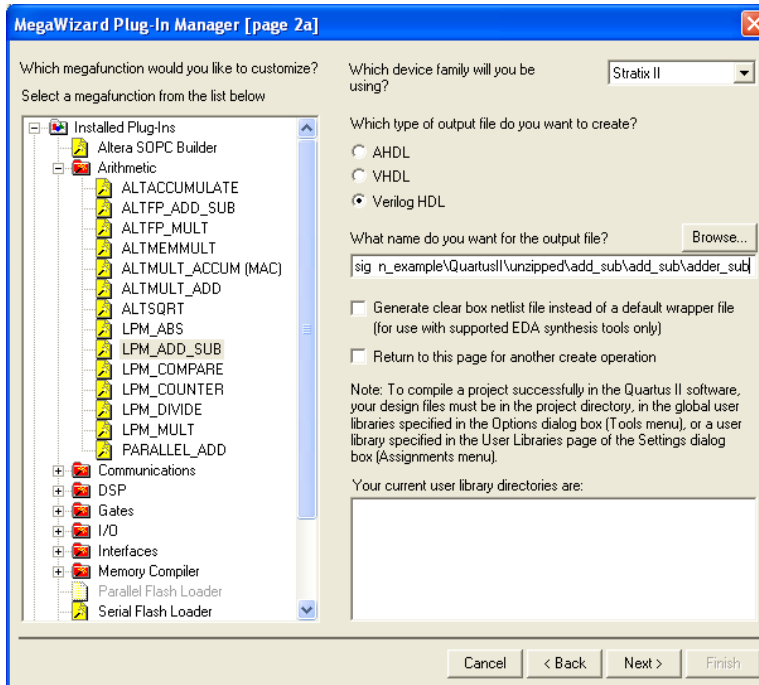 MegaWizard Plug-In Manager [page 2a]
Which megafunction would you like to customize?
Select a megafunction from the list below
Installed Plug-Ins
Altera SOPC Builder
Arithmetic
ALTACCUMULATE
ALTFP_ADD_SUB
ALTFP_MULT
ALTMEMMULT
ALTMULT_ACCUM (MAC)
ALTMULT_ADD
ALTSQRT
LPM_ABS
LPM_ADD_SUB
LPM_COMPARE
LPM_COUNTER
LPM_DIVIDE
LPM_MULT
PARALLEL_ADD
Communications
DSP
Gates
I/O
Interfaces
Memory Compiler
Parallel Flash Loader
Serial Flash Loader
Which device family will you be
using?
Stratix II
Which type of output file do you want to create?
AHDL
VHDL
Verilog HDL
What name do you want for the output file?
Browse...
sig n_example\QuartusII\unzipped\add_sub\add_sub\adder_sub
Generate clear box netlist file instead of a default wrapper file
(for use with supported EDA synthesis tools only)
Return to this page for another create operation
Note: To compile a project successfully in the Quartus II software,
your design files must be in the project directory, in the global user
libraries specified in the Options dialog box (Tools menu), or a user
library specified in the User Libraries page of the Settings dialog
box (Assignments menu).
Your current user library directories are:
Cancel
< Back
Next >
Finish